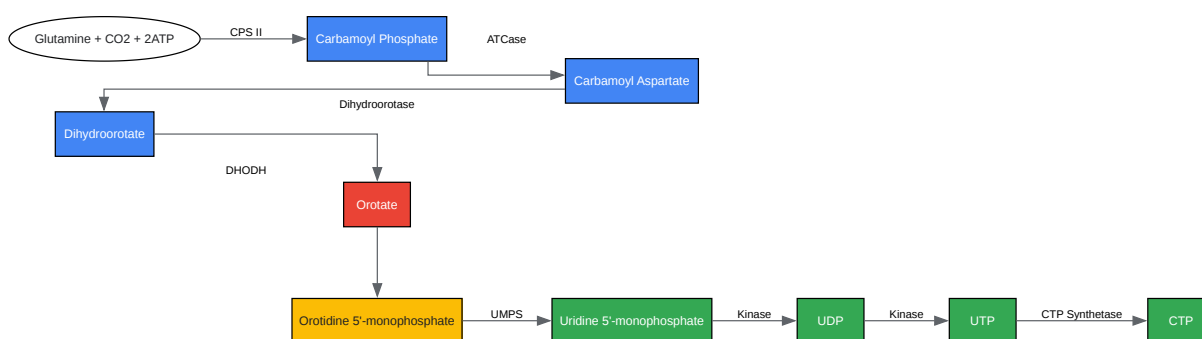 Glutamine + CO2 + 2ATP
CPS II
Carbamoyl Phosphate
ATCase
Carbamoyl Aspartate
Dihydroorotase
Dihydroorotate
DHODH
Orotate
Orotidine 5'-monophosphate
UMPS
Uridine 5'-monophosphate
Kinase
UDP
Kinase
UTP
CTP Synthetase
CTP